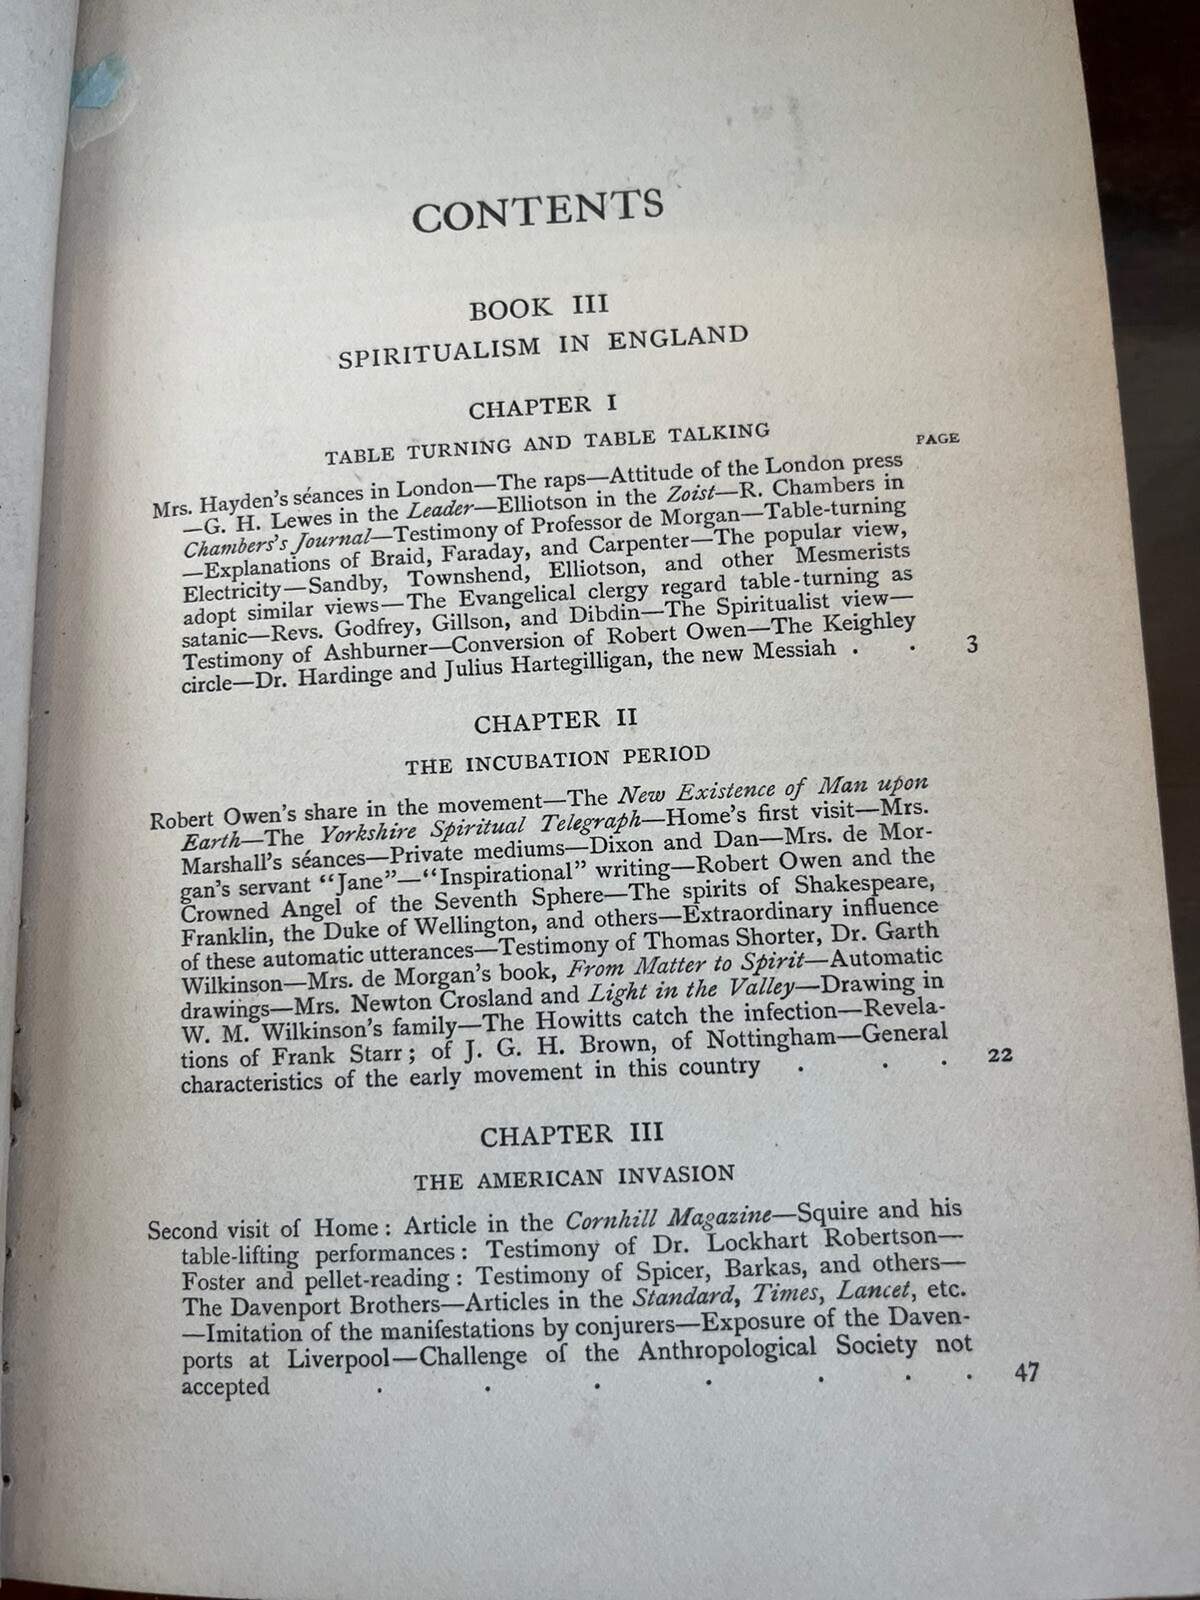 CONTENTS
BOOK III
SPIRITUALISM IN ENGLAND
CHAPTER I
TABLE TURNING AND TABLE TALKING
PAGE
Mrs. Hayden's séances in London—The raps—Attitude of the London press
—G. H. Lewes in the Leader—Elliotson in the Zoist—R. Chambers in
Chambers's Journal—Testimony of Professor de Morgan—Table-turning
—Explanations of Braid, Faraday, and Carpenter—The popular view,
Electricity—Sandby, Townshend, Elliotson, and other Mesmerists
adopt similar views—The Evangelical clergy regard table-turning as
satanic—Revs. Godfrey, Gillson, and Dibdin—The Spiritualist view—
Testimony of Ashburner—Conversion of Robert Owen—The Keighley
circle—Dr. Hardinge and Julius Hartegilligan, the new Messiah . . 3
CHAPTER II
THE INCUBATION PERIOD
Robert Owen's share in the movement—The New Existence of Man upon
Earth—The Yorkshire Spiritual Telegraph—Home's first visit—Mrs.
Marshall's séances—Private mediums—Dixon and Dan—Mrs. de Mor-
gan's servant “Jane”—“Inspirational” writing—Robert Owen and the
Crowned Angel of the Seventh Sphere—The spirits of Shakespeare,
Franklin, the Duke of Wellington, and others—Extraordinary influence
of these automatic utterances—Testimony of Thomas Shorter, Dr. Garth
Wilkinson—Mrs. de Morgan's book, From Matter to Spirit—Automatic
drawings—Mrs. Newton Crosland and Light in the Valley—Drawing in
W. M. Wilkinson's family—The Howitts catch the infection—Revela-
tions of Frank Starr; of J. G. H. Brown, of Nottingham—General
characteristics of the early movement in this country . . . 22
CHAPTER III
THE AMERICAN INVASION
Second visit of Home: Article in the Cornhill Magazine—Squire and his
table-lifting performances: Testimony of Dr. Lockhart Robertson—
Foster and pellet-reading: Testimony of Spicer, Barkas, and others—
The Davenport Brothers—Articles in the Standard, Times, Lancet, etc.
—Imitation of the manifestations by conjurers—Exposure of the Daven-
ports at Liverpool—Challenge of the Anthropological Society not
accepted . . . . . . . 47